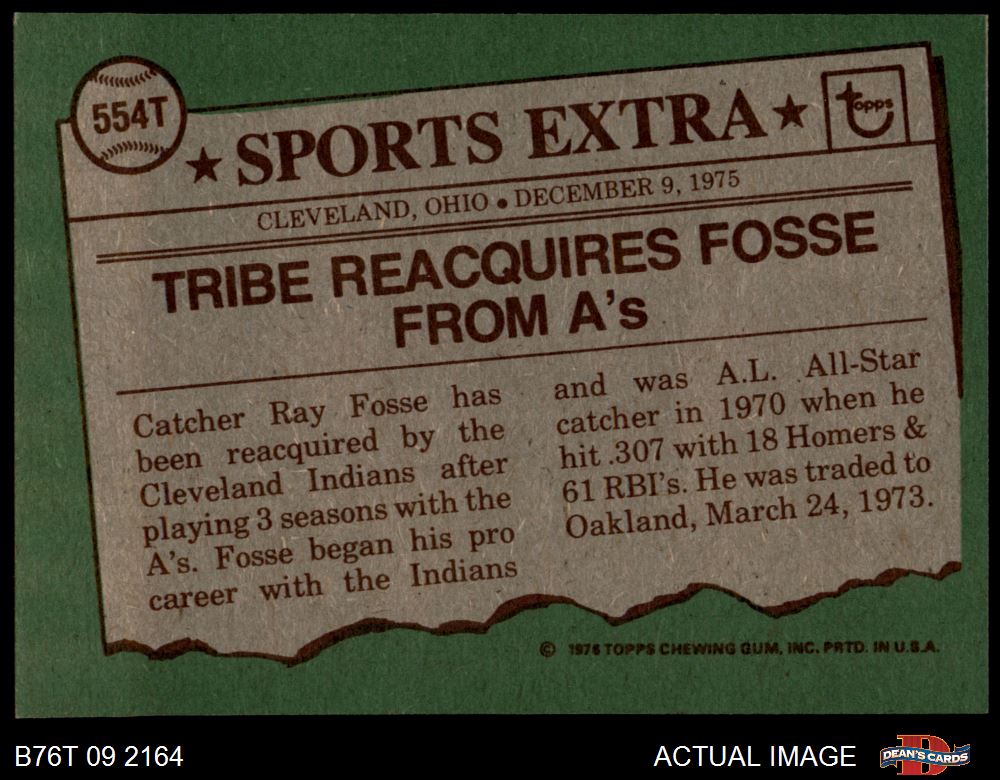 554T
★ SPORTS EXTRA ★
topps
CLEVELAND, OHIO • DECEMBER 9, 1975
TRIBE REACQUIRES FOSSE
FROM A's
Catcher Ray Fosse has
been reacquired by the
Cleveland Indians after
playing 3 seasons with the
A's. Fosse began his pro
career with the Indians
and was A.L. All-Star
catcher in 1970 when he
hit .307 with 18 Homers &
61 RBI's. He was traded to
Oakland, March 24, 1973.
© 1976 TOPPS CHEWING GUM, INC. PRTD. IN U.S.A.
B76T 09 2164
ACTUAL IMAGE
D
DEAN'S CARDS